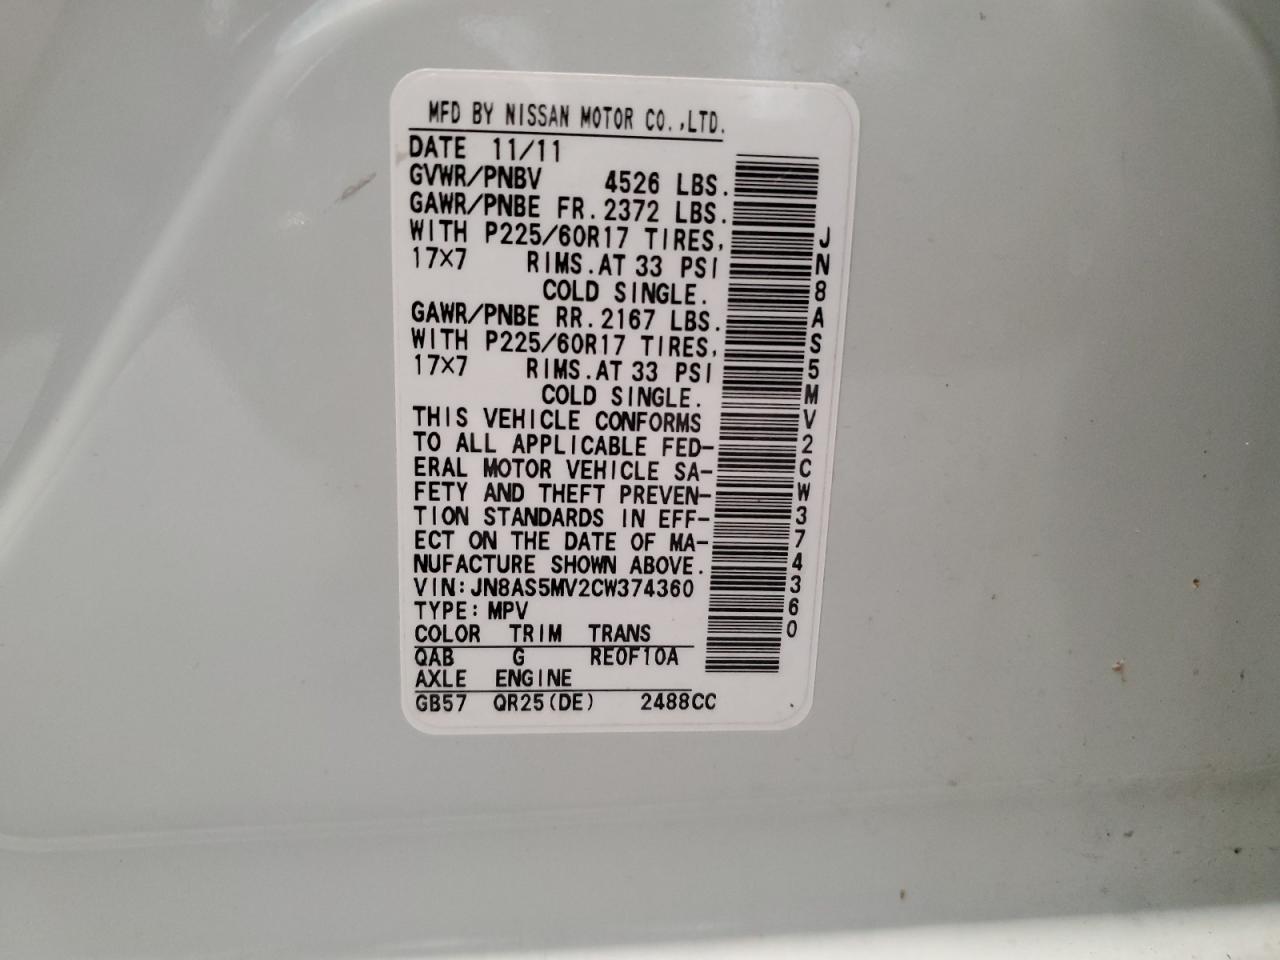 MFD BY NISSAN MOTOR CO.,LTD.
DATE 11/11
GVWR/PNBV 4526 LBS.
GAWR/PNBE FR. 2372 LBS.
WITH P225/60R17 TIRES,
17×7 RIMS.AT 33 PSI
COLD SINGLE.
GAWR/PNBE RR. 2167 LBS.
WITH P225/60R17 TIRES,
17×7 RIMS.AT 33 PSI
COLD SINGLE.
THIS VEHICLE CONFORMS
TO ALL APPLICABLE FED-
ERAL MOTOR VEHICLE SA-
FETY AND THEFT PREVEN-
TION STANDARDS IN EFF-
ECT ON THE DATE OF MA-
NUFACTURE SHOWN ABOVE.
VIN:JN8AS5MV2CW374360
TYPE:MPV
COLOR TRIM TRANS
QAB G RE0F10A
AXLE ENGINE
GB57 QR25(DE) 2488CC
JN8AS5MV2CW374360